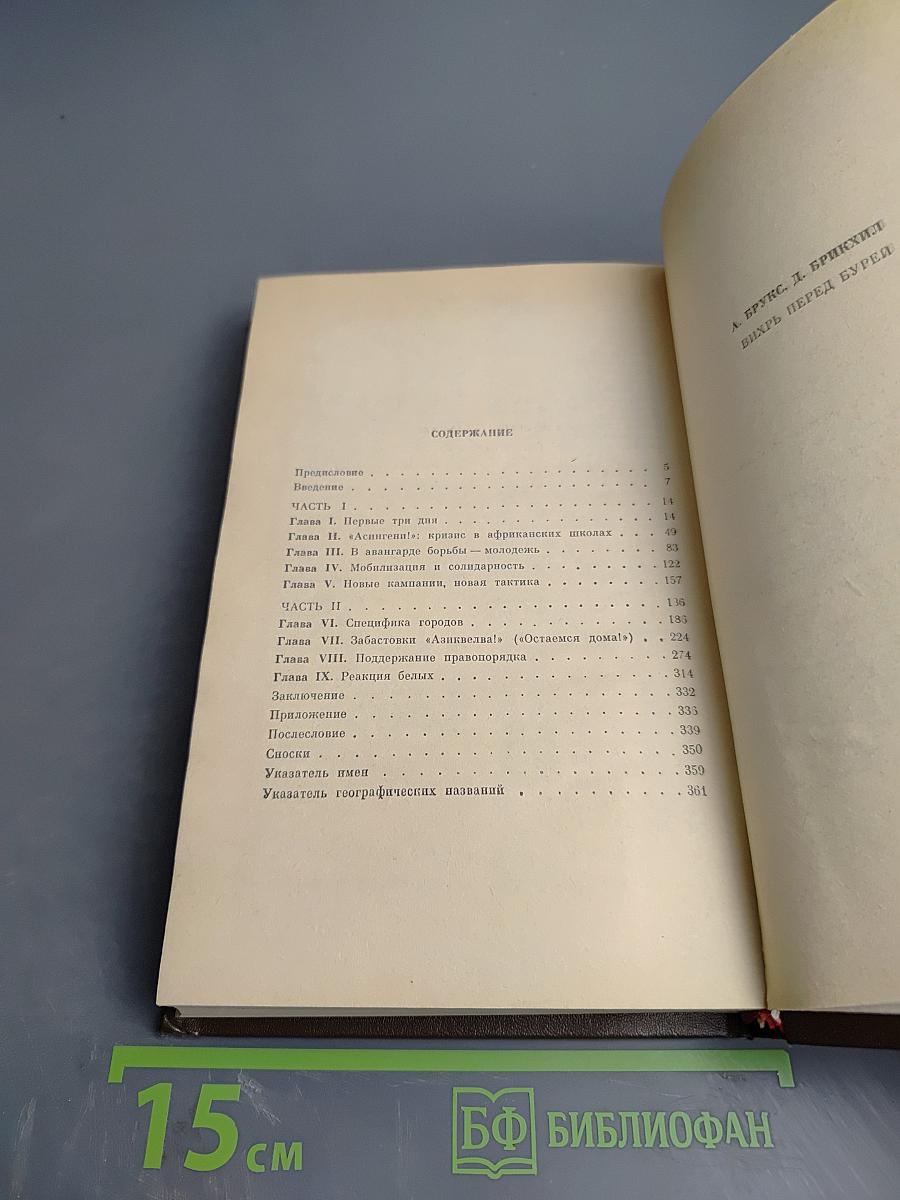 СОДЕРЖАНИЕ
Предисловие . . . . . . . . . . . . . . . . . . . . 5
Введение . . . . . . . . . . . . . . . . . . . . 7
ЧАСТЬ I . . . . . . . . . . . . . . . . . . . . 14
Глава I. Первые три дня . . . . . . . . . . . . . . 14
Глава II. «Асингени!»: кризис в африканских школах . . . 49
Глава III. В авангарде борьбы — молодежь . . . . . . . . 83
Глава IV. Мобилизация и солидарность . . . . . . . . . 122
Глава V. Новые кампании, новая тактика . . . . . . . . 157
ЧАСТЬ II . . . . . . . . . . . . . . . . . . . . 186
Глава VI. Специфика городов . . . . . . . . . . . . . 186
Глава VII. Забастовки «Азиквелва!» («Остаемся дома!») . . 224
Глава VIII. Поддержание правопорядка . . . . . . . . . 274
Глава IX. Реакция белых . . . . . . . . . . . . . . . 314
Заключение . . . . . . . . . . . . . . . . . . . . 332
Приложение . . . . . . . . . . . . . . . . . . . . 336
Послесловие . . . . . . . . . . . . . . . . . . . . 339
Сноски . . . . . . . . . . . . . . . . . . . . 350
Указатель имен . . . . . . . . . . . . . . . . . . 359
Указатель географических названий . . . . . . . . . . 361
А. БРУКС, Д. БРИКХИЛЛ
ВИХРЬ ПЕРЕД БУРЕЙ
15 см
БФ БИБЛИОФАН